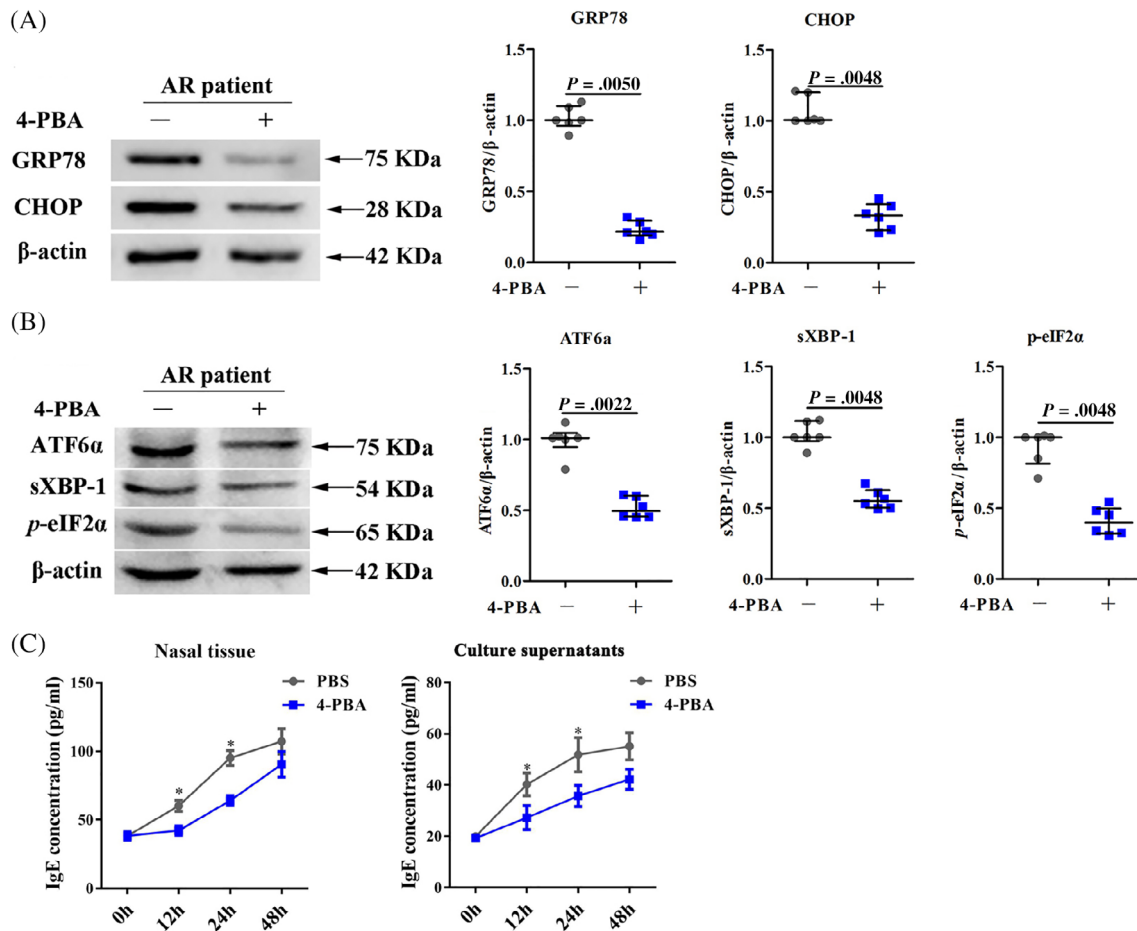 (A)
AR patient
4-PBA — +
GRP78 75 KDa
CHOP 28 KDa
β-actin 42 KDa
GRP78
P = .0050
GRP78/β -actin
1.5
1.0
0.5
0.0
4-PBA — +
CHOP
P = .0048
CHOP/β -actin
1.5
1.0
0.5
0.0
4-PBA — +
(B)
AR patient
4-PBA — +
ATF6α 75 KDa
sXBP-1 54 KDa
p-eIF2α 65 KDa
β-actin 42 KDa
ATF6a
P = .0022
ATF6α/β-actin
1.5
1.0
0.5
0.0
4-PBA — +
sXBP-1
P = .0048
sXBP-1/β-actin
1.5
1.0
0.5
0.0
4-PBA — +
p-eIF2α
P = .0048
p-eIF2α/β-actin
1.5
1.0
0.5
0.0
4-PBA — +
(C)
Nasal tissue
PBS
4-PBA
IgE concentration (pg/ml)
150
100
50
0
* *
0h 12h 24h 48h
Culture supernatants
PBS
4-PBA
IgE concentration (pg/ml)
80
60
40
20
0
* *
0h 12h 24h 48h